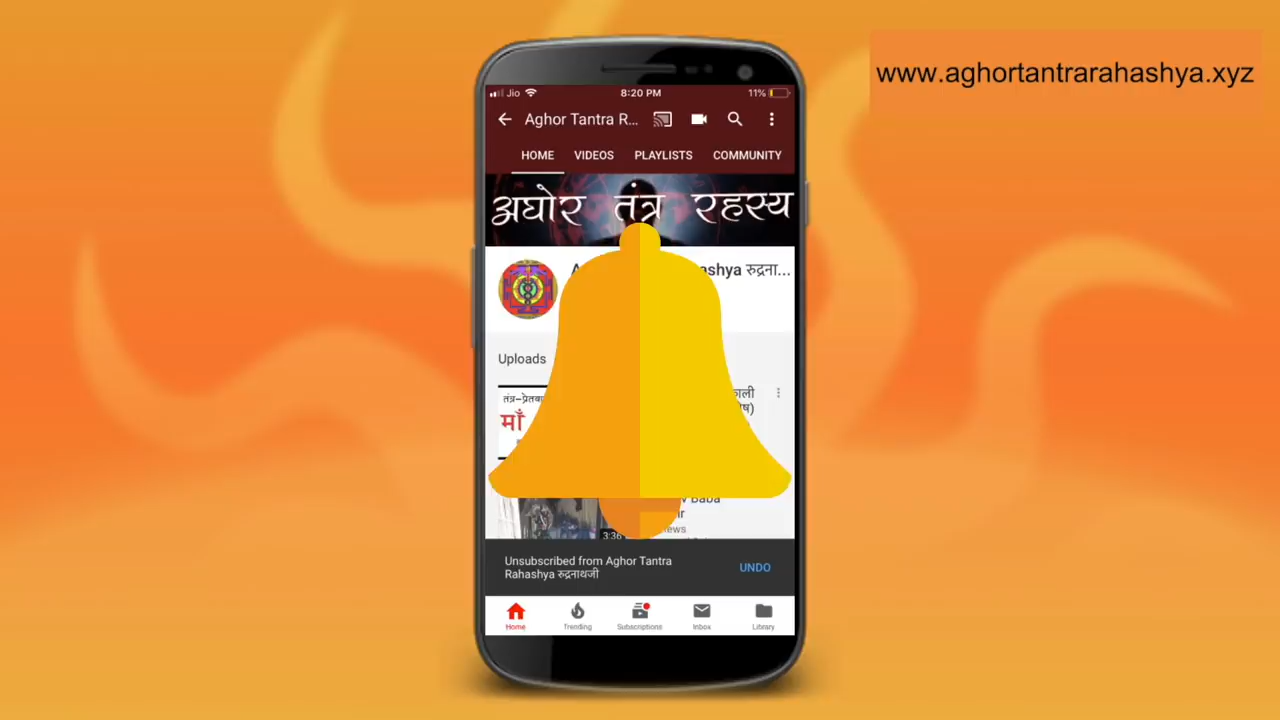 www.aghortantrarahashya.xyz
Jio 8:20 PM 11%
Aghor Tantra R...
HOME VIDEOS PLAYLISTS COMMUNITY
अघोर तंत्र रहस्य
रुद्रना...
Uploads
तंत्र-प्रेतबा
माँ
Baba
3:36
Unsubscribed from Aghor Tantra
Rahashya रुद्रनाथजी
UNDO
Home Trending Subscriptions Inbox Library